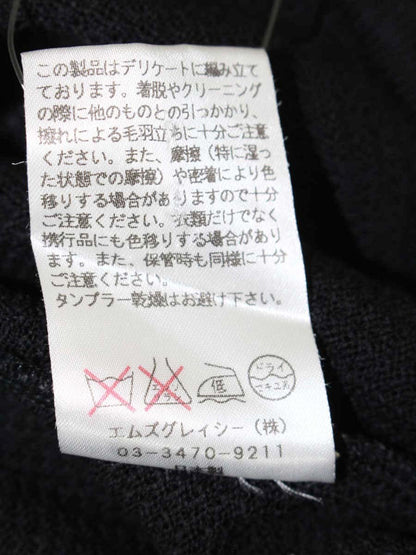 この製品はデリケートに編み立て
ております。着脱やクリーニング
の際に他のものとの引っかかり、
擦れによる毛羽立ちに十分ご注意
ください。また、摩擦（特に湿っ
た状態での摩擦）や密着により色
移りする場合がありますので十分
ご注意ください。衣類だけでなく
携行品にも色移りする場合があり
ます。また、保管時も同様に十分
ご注意ください。
タンブラー乾燥はお避け下さい。
低
ドライ
セキユ系
エムズグレイシー（株）
03-3470-9211
日本製